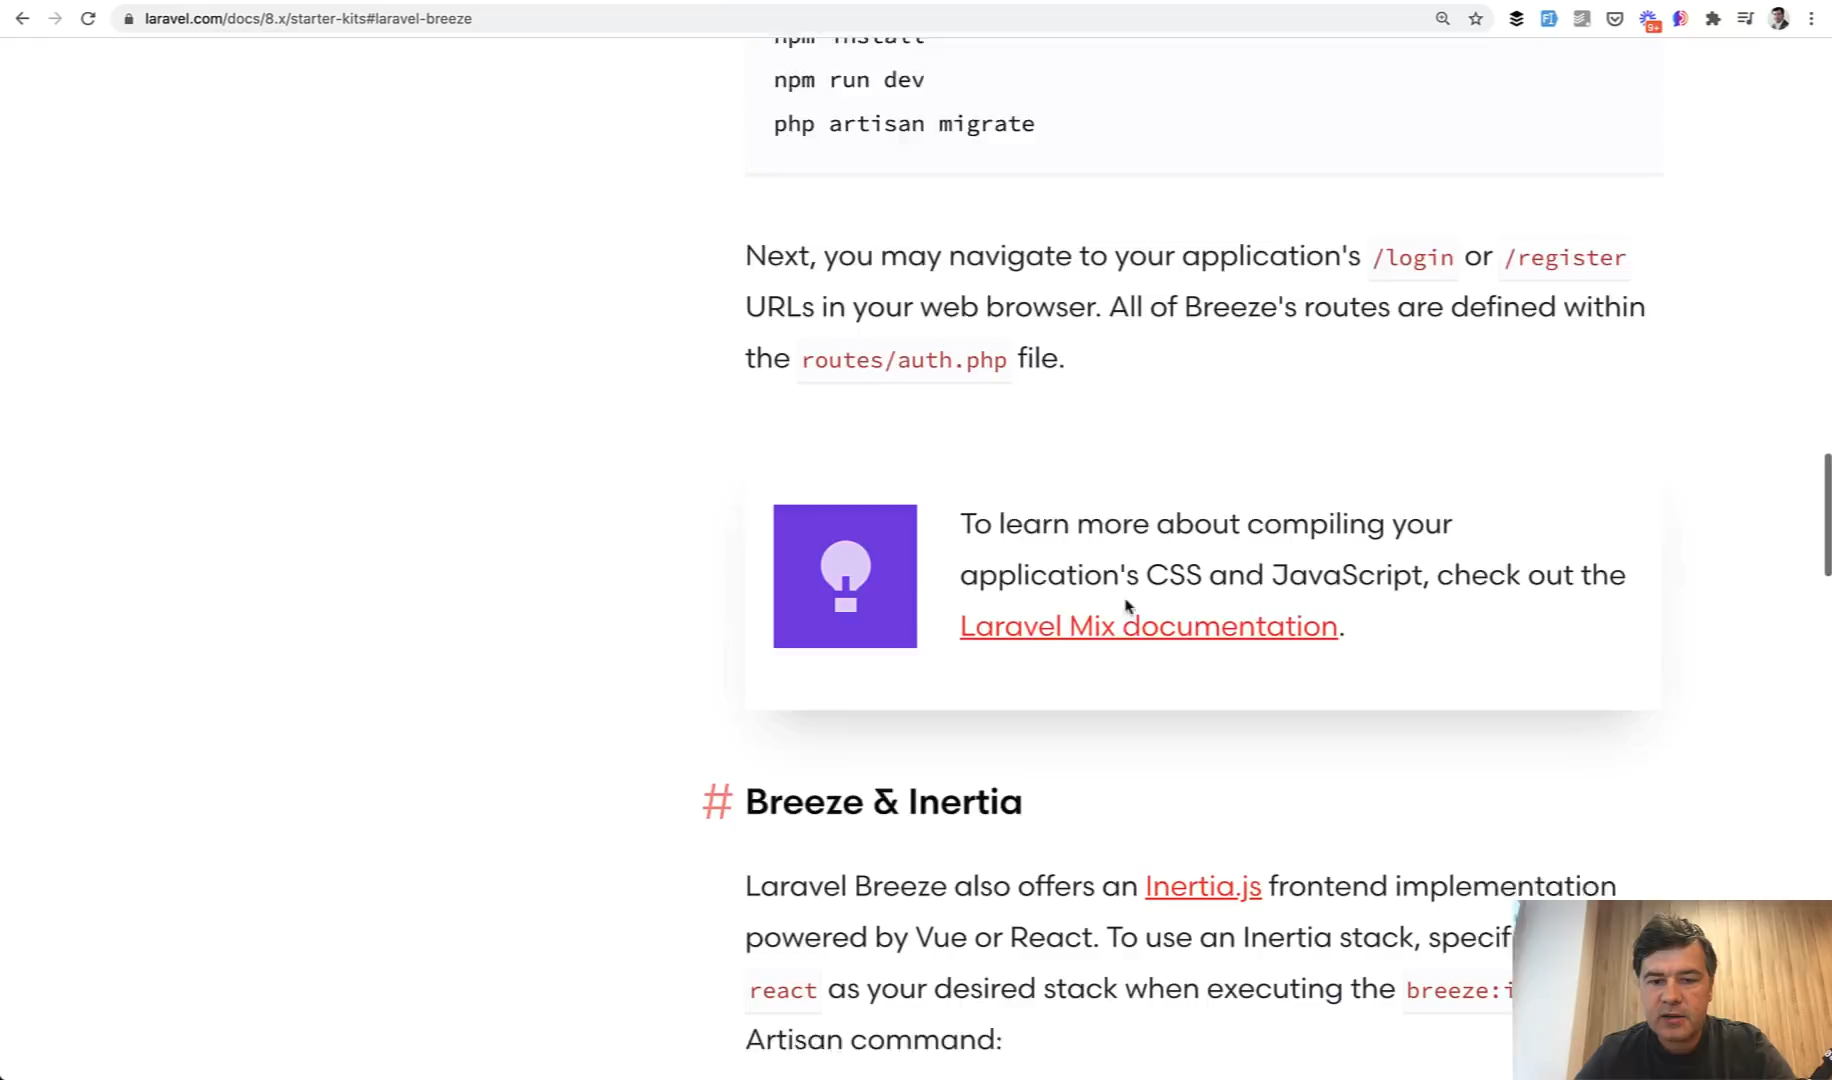 laravel.com/docs/8.x/starter-kits#laravel-breeze
9+
npm install
npm run dev
php artisan migrate
Next, you may navigate to your application's /login or /register
URLs in your web browser. All of Breeze's routes are defined within
the routes/auth.php file.
To learn more about compiling your
application's CSS and JavaScript, check out the
Laravel Mix documentation.
# Breeze & Inertia
Laravel Breeze also offers an Inertia.js frontend implementation
powered by Vue or React. To use an Inertia stack, specif
react as your desired stack when executing the breeze:i
Artisan command: